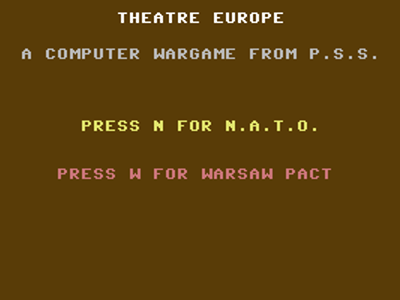 THEATRE EUROPE
A COMPUTER WARGAME FROM P.S.S.
PRESS N FOR N.A.T.O.
PRESS W FOR WARSAW PACT